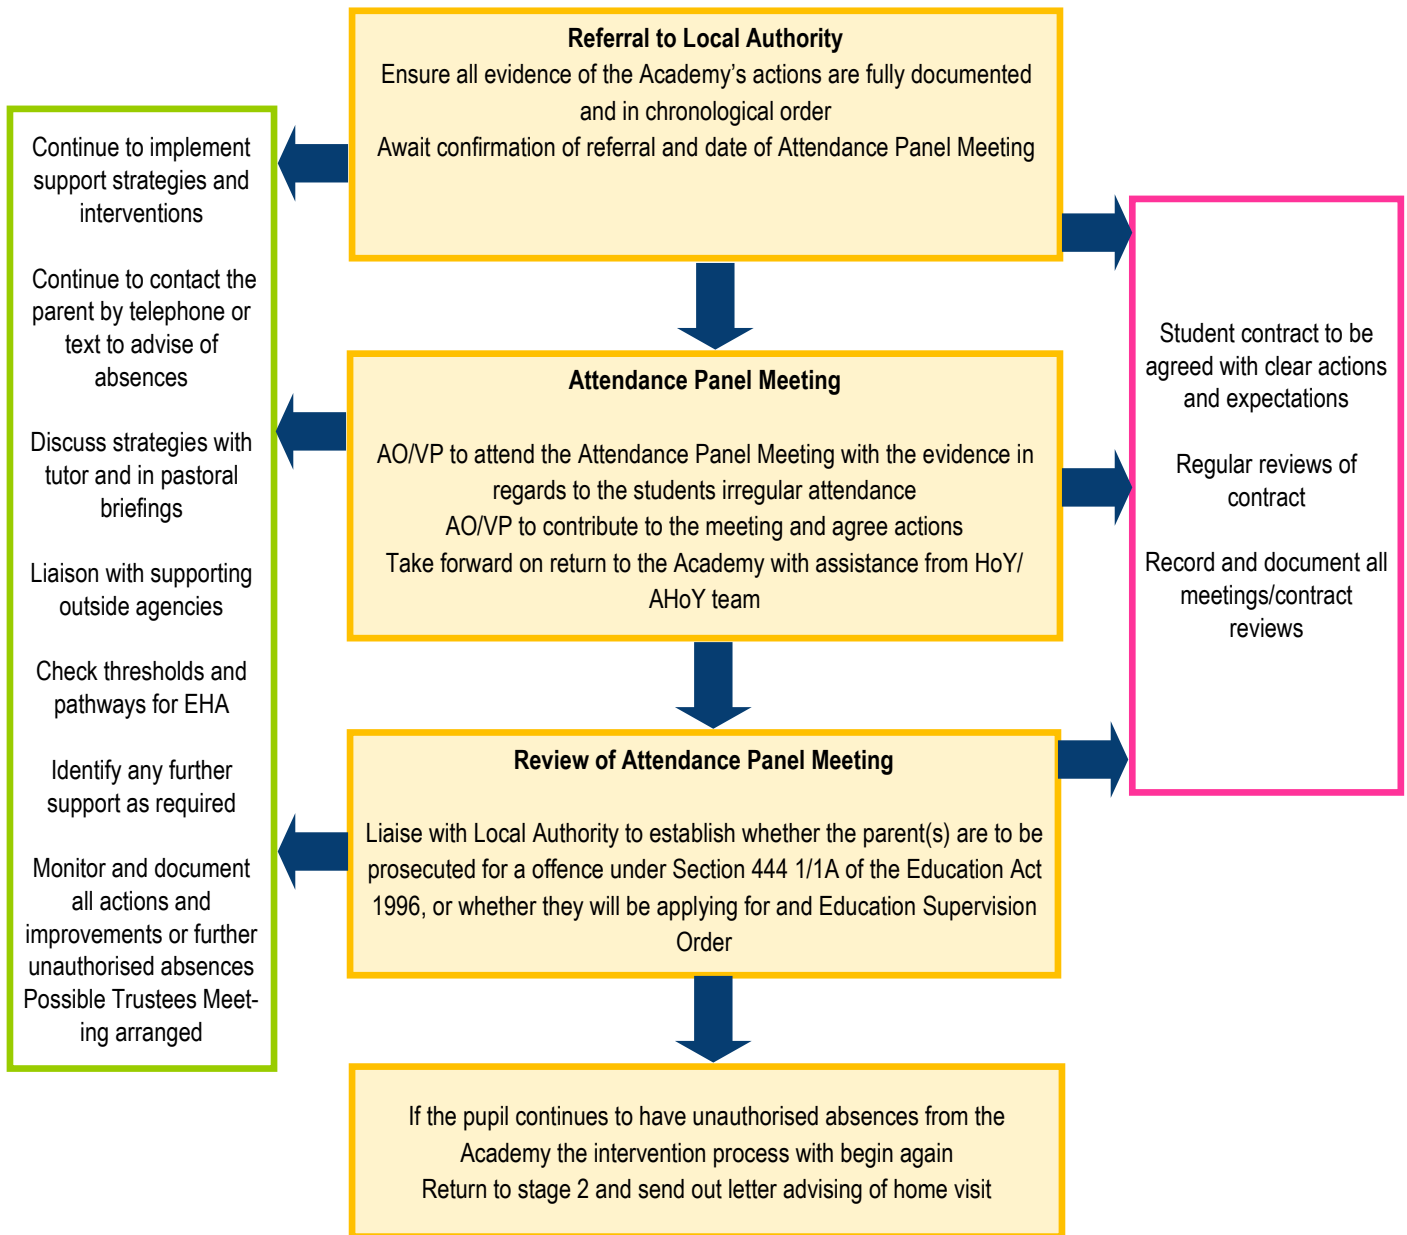 Referral to Local Authority
Ensure all evidence of the Academy's actions are fully documented
and in chronological order
Await confirmation of referral and date of Attendance Panel Meeting
Continue to implement
support strategies and
interventions
Continue to contact the
parent by telephone or
text to advise of
absences
Discuss strategies with
tutor and in pastoral
briefings
Liaison with supporting
outside agencies
Check thresholds and
pathways for EHA
Identify any further
support as required
Monitor and document
all actions and
improvements or further
unauthorised absences
Possible Trustees Meet-
ing arranged
Student contract to be
agreed with clear actions
and expectations
Regular reviews of
contract
Record and document all
meetings/contract
reviews
Attendance Panel Meeting
AO/VP to attend the Attendance Panel Meeting with the evidence in
regards to the students irregular attendance
AO/VP to contribute to the meeting and agree actions
Take forward on return to the Academy with assistance from HoY/
AHoY team
Review of Attendance Panel Meeting
Liaise with Local Authority to establish whether the parent(s) are to be
prosecuted for a offence under Section 444 1/1A of the Education Act
1996, or whether they will be applying for and Education Supervision
Order
If the pupil continues to have unauthorised absences from the
Academy the intervention process with begin again
Return to stage 2 and send out letter advising of home visit